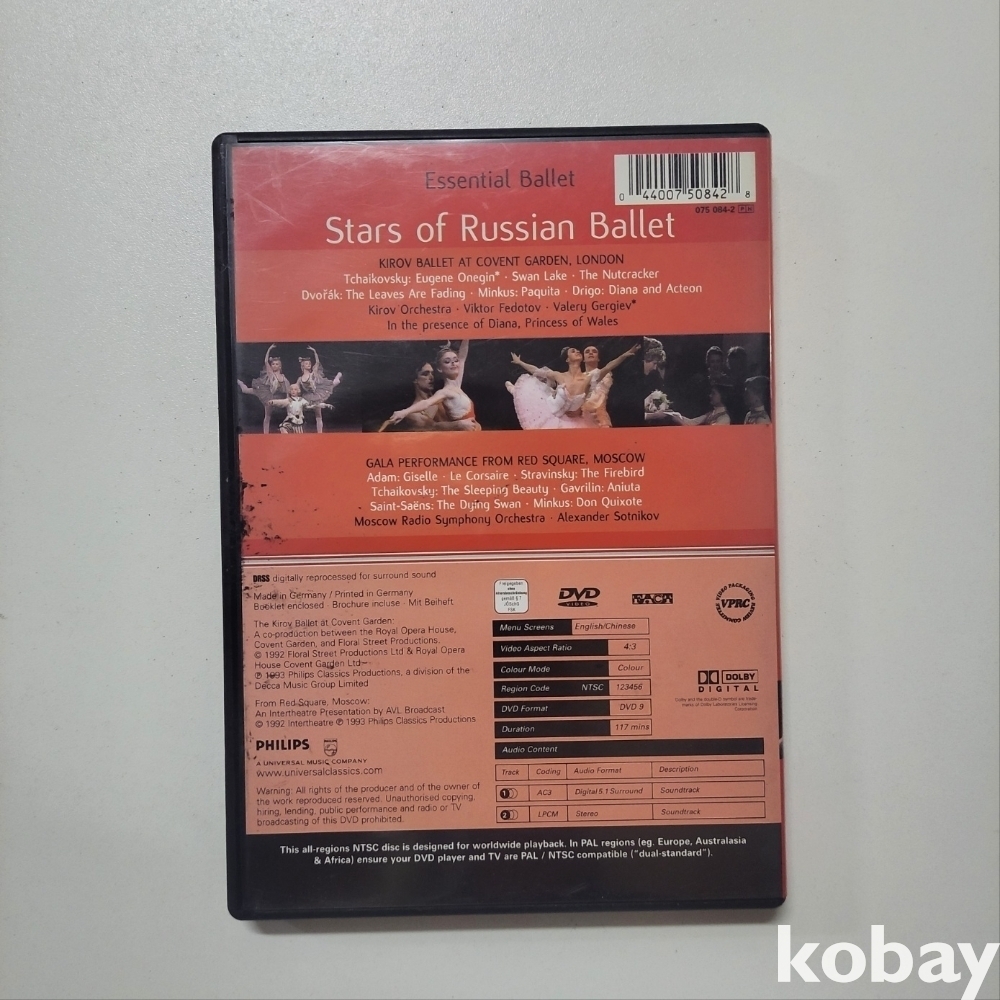 Essential Ballet
0 44007 50842 8
075 084-2 P H
Stars of Russian Ballet
KIROV BALLET AT COVENT GARDEN, LONDON
Tchaikovsky: Eugene Onegin* · Swan Lake · The Nutcracker
Dvořák: The Leaves Are Fading · Minkus: Paquita · Drigo: Diana and Acteon
Kirov Orchestra · Viktor Fedotov · Valery Gergiev*
In the presence of Diana, Princess of Wales
GALA PERFORMANCE FROM RED SQUARE, MOSCOW
Adam: Giselle · Le Corsaire · Stravinsky: The Firebird
Tchaikovsky: The Sleeping Beauty · Gavrilin: Aniuta
Saint-Saëns: The Dying Swan · Minkus: Don Quixote
Moscow Radio Symphony Orchestra · Alexander Sotnikov
DRSS digitally reprocessed for surround sound
Made in Germany / Printed in Germany
Booklet enclosed · Brochure incluse · Mit Beiheft
The Kirov Ballet at Covent Garden:
A co-production between the Royal Opera House,
Covent Garden, and Floral Street Productions.
© 1992 Floral Street Productions Ltd & Royal Opera
House Covent Garden Ltd
℗ 1993 Philips Classics Productions, a division of the
Decca Music Group Limited
From Red Square, Moscow:
An Intertheatre Presentation by AVL Broadcast
© 1992 Intertheatre ℗ 1993 Philips Classics Productions
PHILIPS
PHILIPS
A UNIVERSAL MUSIC COMPANY
www.universalclassics.com
Warning: All rights of the producer and of the owner of
the work reproduced reserved. Unauthorised copying,
hiring, lending, public performance and radio or TV
broadcasting of this DVD prohibited.
DVD
VIDEO
VPRC
Menu Screens English/Chinese
Video Aspect Ratio 4:3
Colour Mode Colour
Region Code NTSC 123456
DVD Format DVD 9
Duration 117 mins
DOLBY
DIGITAL
Audio Content
Track Coding Audio Format Description
1 AC3 Digital 5.1 Surround Soundtrack
2 LPCM Stereo Soundtrack
This all-regions NTSC disc is designed for worldwide playback. In PAL regions (eg. Europe, Australasia
& Africa) ensure your DVD player and TV are PAL / NTSC compatible ("dual-standard").
kobay